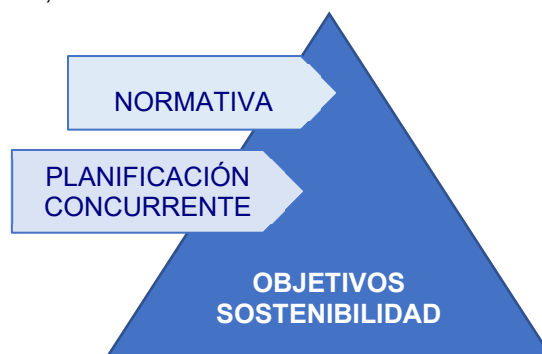 NORMATIVA
PLANIFICACIÓN
CONCURRENTE
OBJETIVOS
SOSTENIBILIDAD